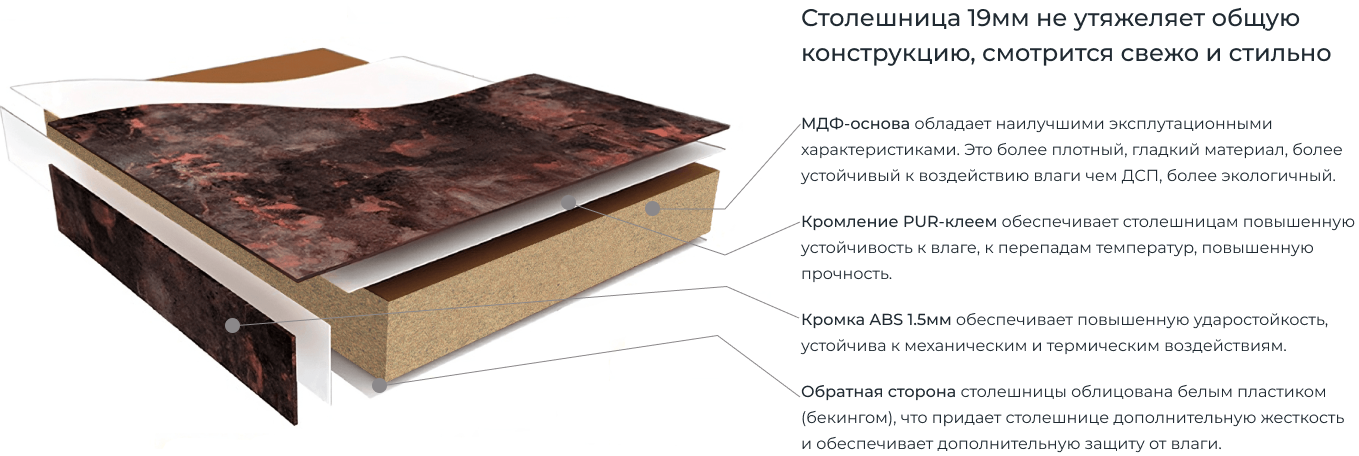 Столешница 19мм не утяжеляет общую
конструкцию, смотрится свежо и стильно
МДФ-основа обладает наилучшими эксплутационными
характеристиками. Это более плотный, гладкий материал, более
устойчивый к воздействию влаги чем ДСП, более экологичный.
Кромление PUR-клеем обеспечивает столешницам повышенную
устойчивость к влаге, к перепадам температур, повышенную
прочность.
Кромка ABS 1.5мм обеспечивает повышенную ударостойкость,
устойчива к механическим и термическим воздействиям.
Обратная сторона столешницы облицована белым пластиком
(бекингом), что придает столешнице дополнительную жесткость
и обеспечивает дополнительную защиту от влаги.